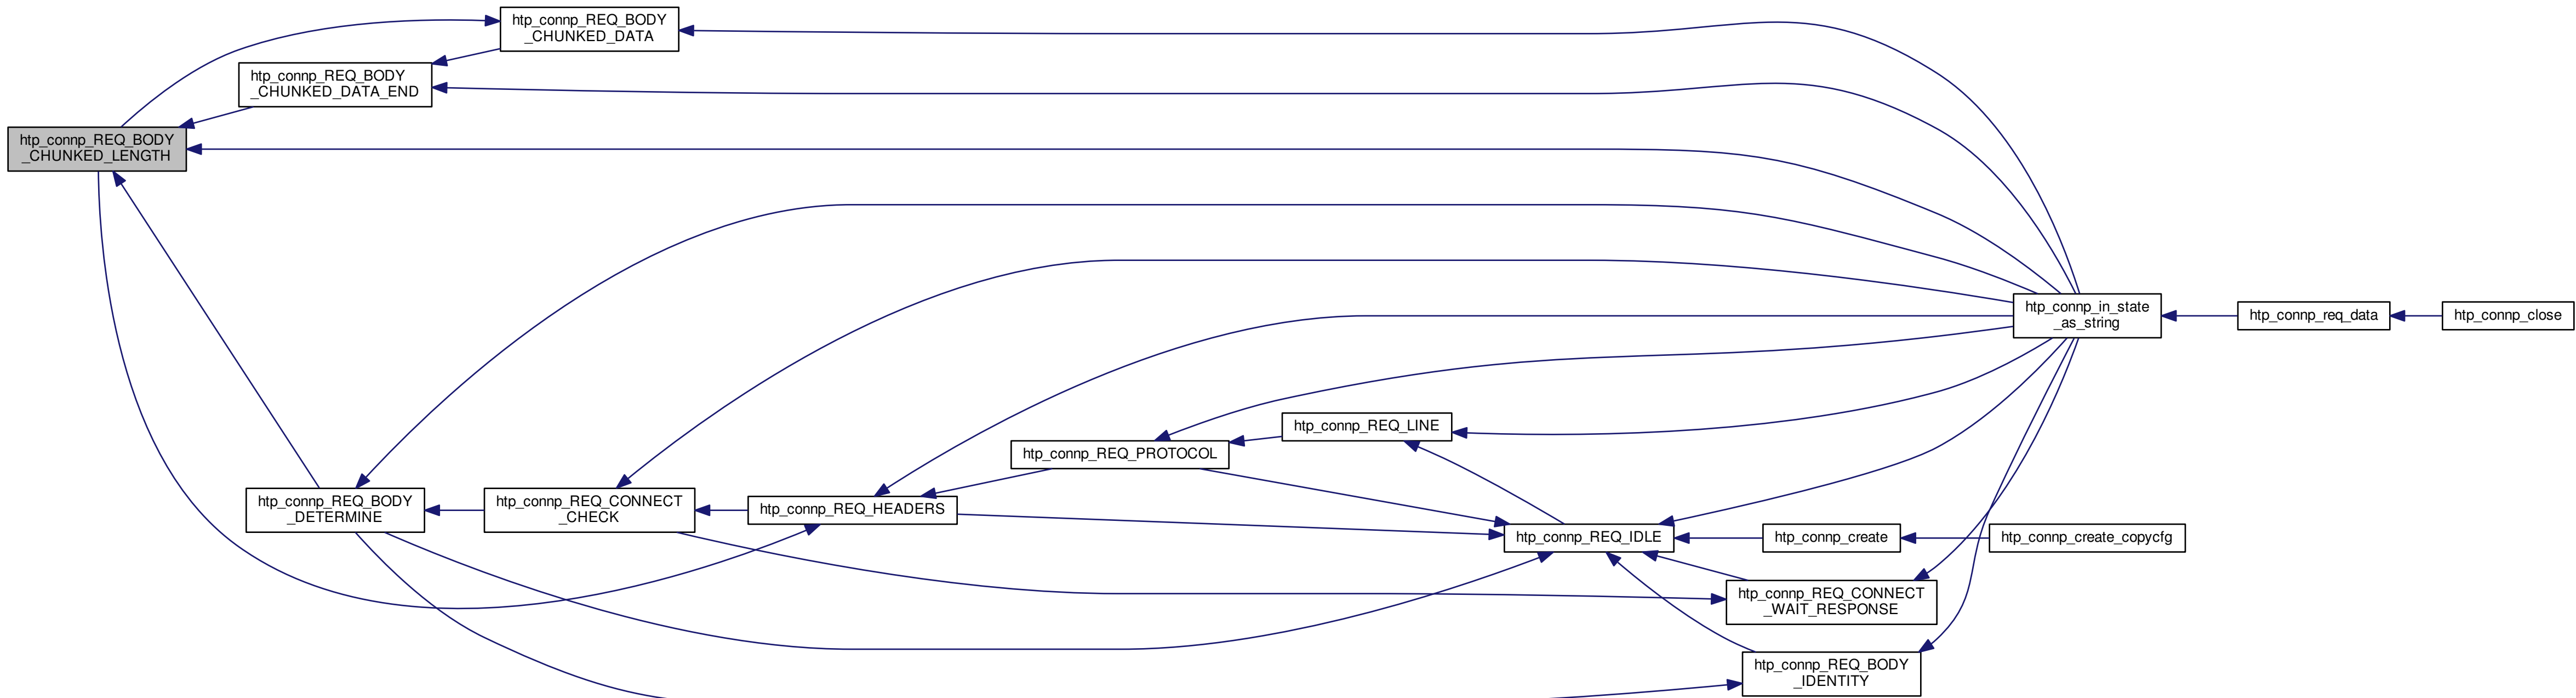 htp_connp_REQ_BODY
_CHUNKED_DATA
htp_connp_REQ_BODY
_CHUNKED_DATA_END
htp_connp_REQ_BODY
_CHUNKED_LENGTH
htp_connp_in_state
_as_string
htp_connp_req_data
htp_connp_close
htp_connp_REQ_LINE
htp_connp_REQ_PROTOCOL
htp_connp_REQ_BODY
_DETERMINE
htp_connp_REQ_CONNECT
_CHECK
htp_connp_REQ_HEADERS
htp_connp_REQ_IDLE
htp_connp_create
htp_connp_create_copycfg
htp_connp_REQ_CONNECT
_WAIT_RESPONSE
htp_connp_REQ_BODY
_IDENTITY